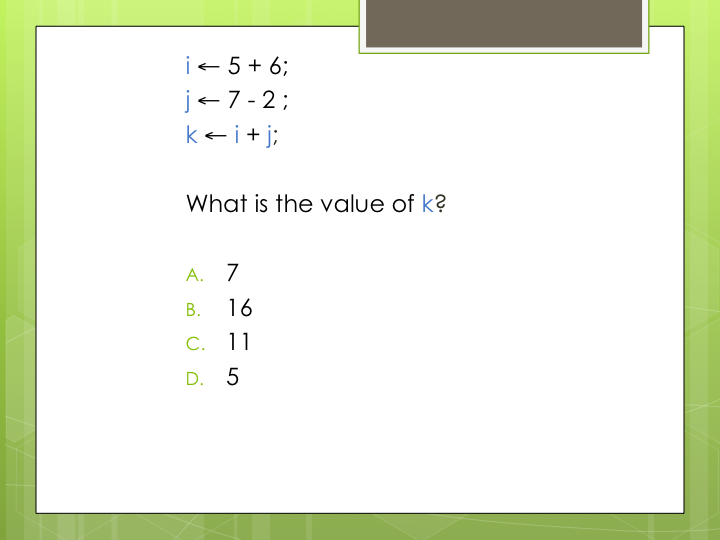 i ← 5 + 6;
j ← 7 - 2 ;
k ← i + j;
What is the value of k?
A. 7
B. 16
C. 11
D. 5